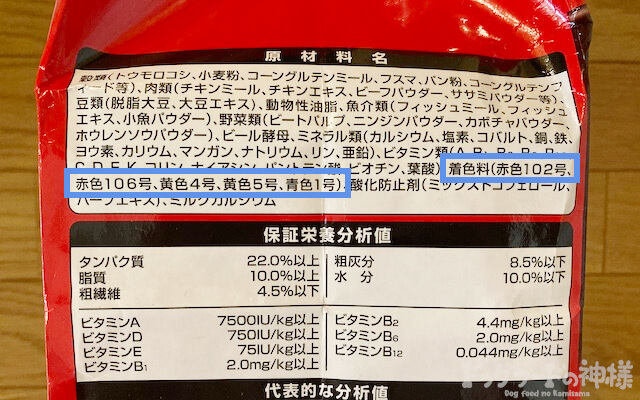 原材料名
穀類(トウモロコシ、小麦粉、コーングルテンミール、フスマ、パン粉、コーングルテンフ
ィード等)、肉類(チキンミール、チキンエキス、ビーフパウダー、ササミパウダー等)、
豆類(脱脂大豆、大豆エキス)、動物性油脂、魚介類(フィッシュミール、フィッシュ
エキス、小魚パウダー)、野菜類(ビートパルプ、ニンジンパウダー、カボチャパウダー、
ホウレンソウパウダー)、ビール酵母、ミネラル類(カルシウム、塩素、コバルト、銅、鉄、
ヨウ素、カリウム、マンガン、ナトリウム、リン、亜鉛)、ビタミン類(A、
コリン、ナイアシン、パントテン酸、ビオチン、葉酸)、着色料(赤色102号、
赤色106号、黄色4号、黄色5号、青色1号)、酸化防止剤(ミックストコフェロール、
ハーブエキス)、ミルクカルシウム
保証栄養分析値
タンパク質 22.0%以上 粗灰分 8.5%以下
脂質 10.0%以上 水分 10.0%以下
粗繊維 4.5%以下
ビタミンA 7500IU/kg以上 ビタミンB2 4.4mg/kg以上
ビタミンD 750IU/kg以上 ビタミンB6 2.0mg/kg以上
ビタミンE 75IU/kg以上 ビタミンB12 0.044mg/kg以上
ビタミンB1 2.0mg/kg以上
代表的な分析値
ドッグフードの神様
Dog food no Kamisama